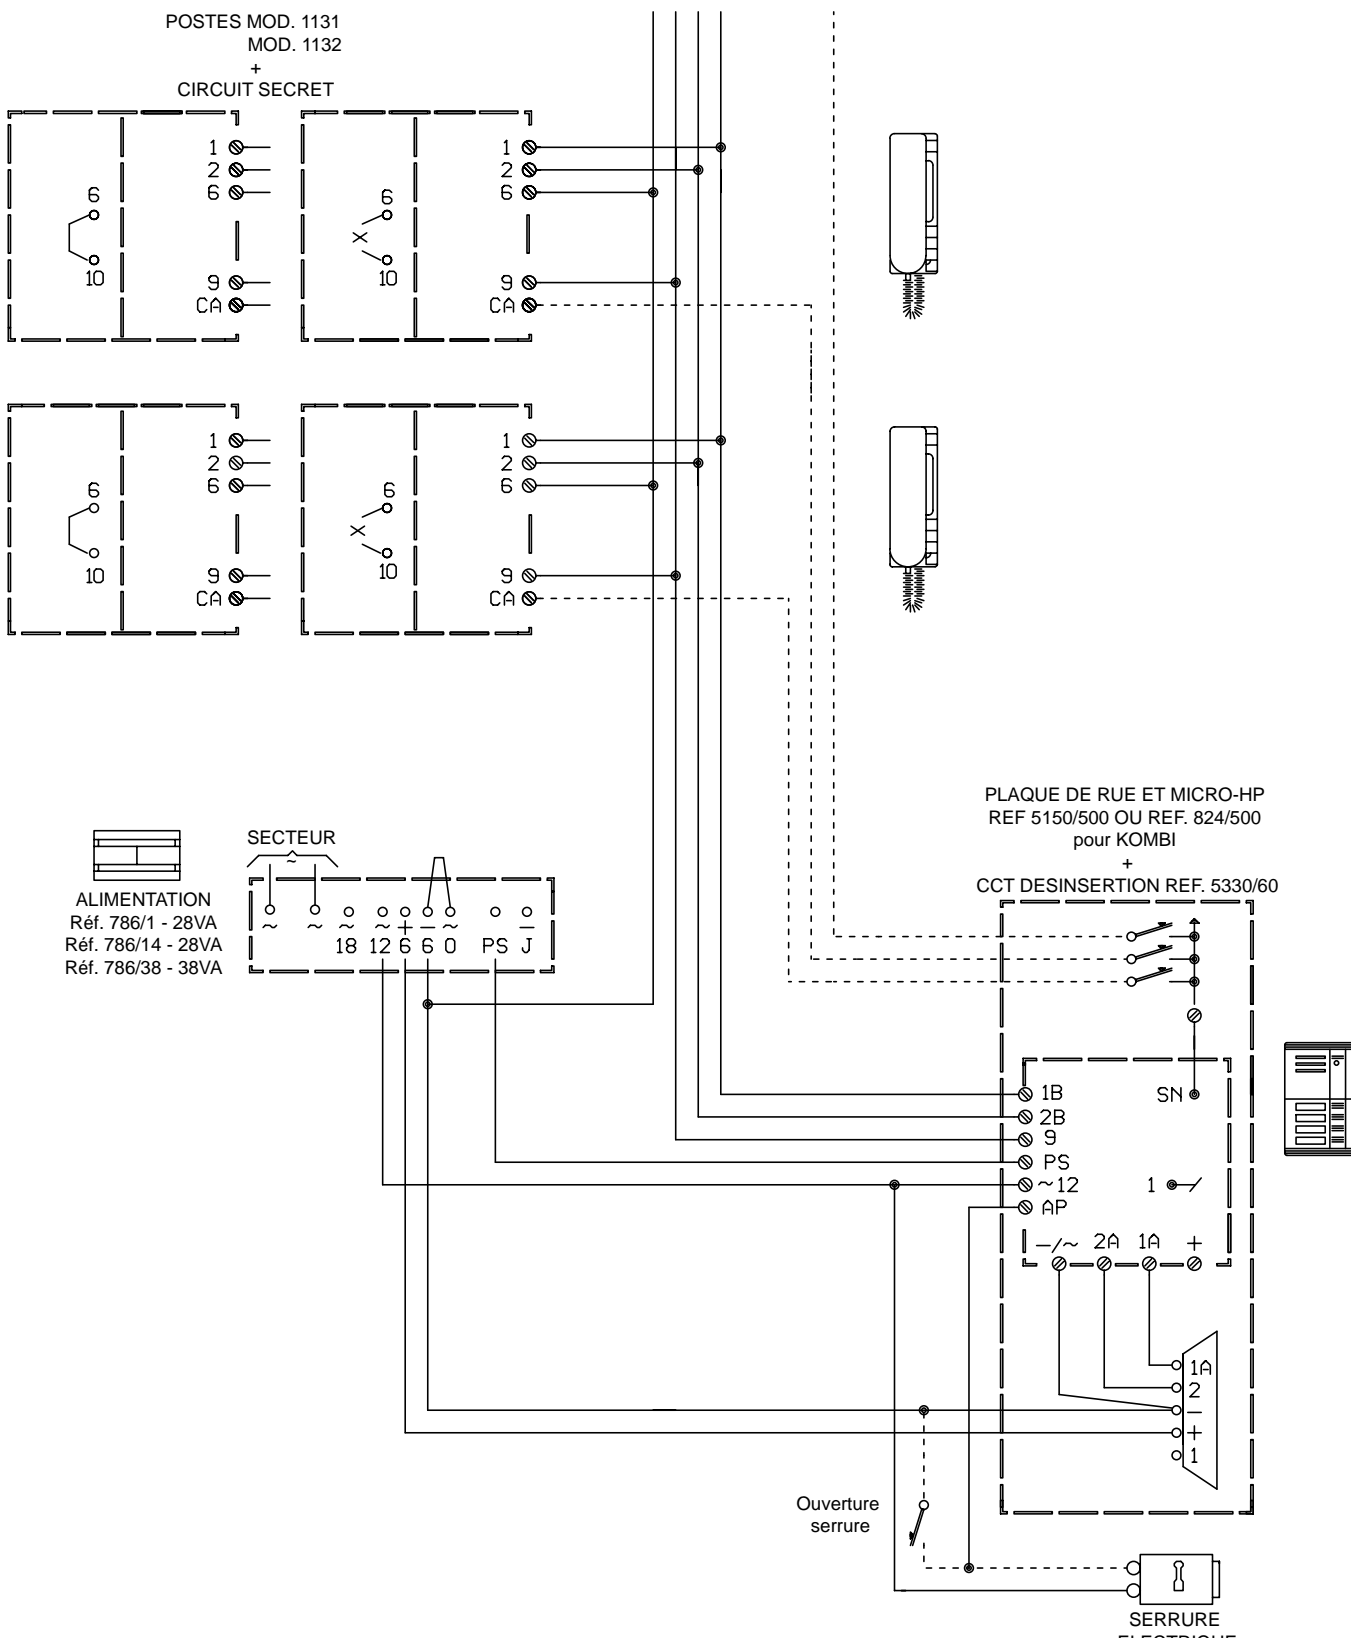 POSTES MOD. 1131
MOD. 1132
+
CIRCUIT SECRET
1
2
6
6
10
9
CA
1
2
6
6
X
10
9
CA
1
2
6
6
10
9
CA
1
2
6
6
X
10
9
CA
PLAQUE DE RUE ET MICRO-HP
REF 5150/500 OU REF. 824/500
pour KOMBI
+
CCT DESINSERTION REF. 5330/60
SECTEUR
~
ALIMENTATION
Réf. 786/1 - 28VA
Réf. 786/14 - 28VA
Réf. 786/38 - 38VA
~ ~ ~ ~ + — ~ —
18 12 6 6 0 PS J
1B
SN
2B
9
PS
~12
1
AP
—/~ 2A 1A +
1A
2
—
+
1
Ouverture
serrure
SERRURE
ELECTRIQUE